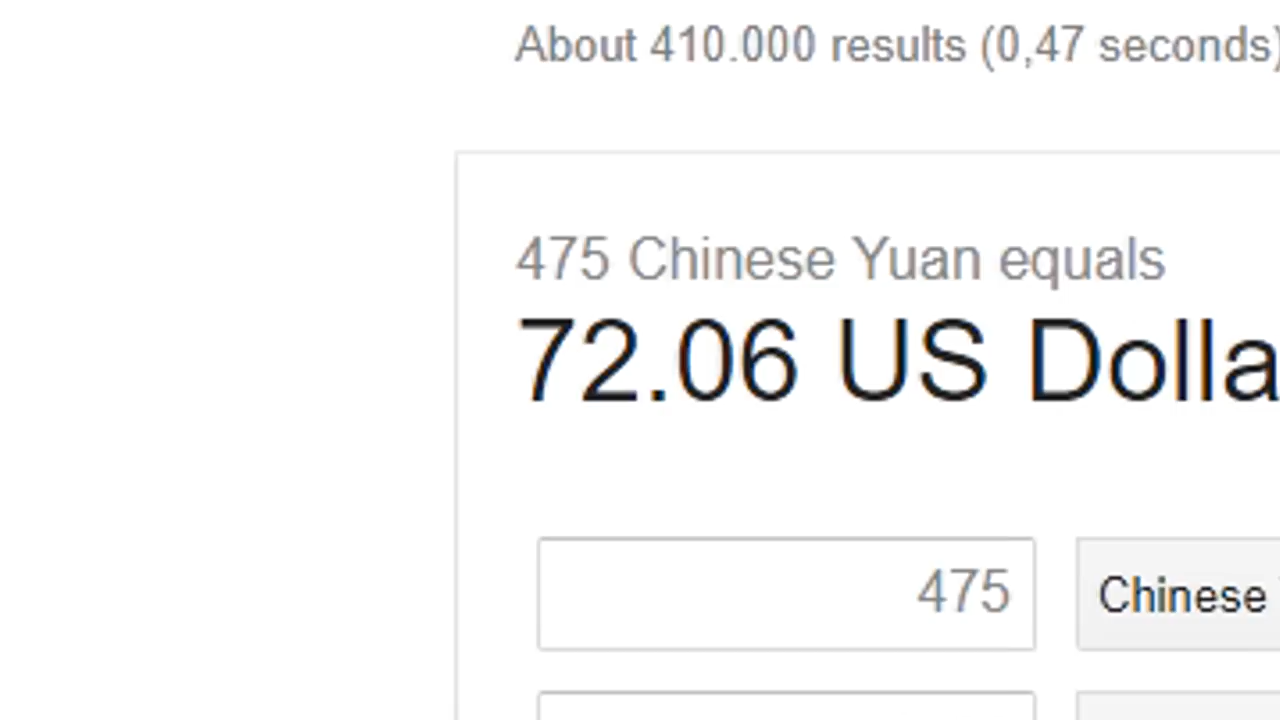 About 410.000 results (0,47 seconds)
475 Chinese Yuan equals
72.06 US Dolla
475
Chinese